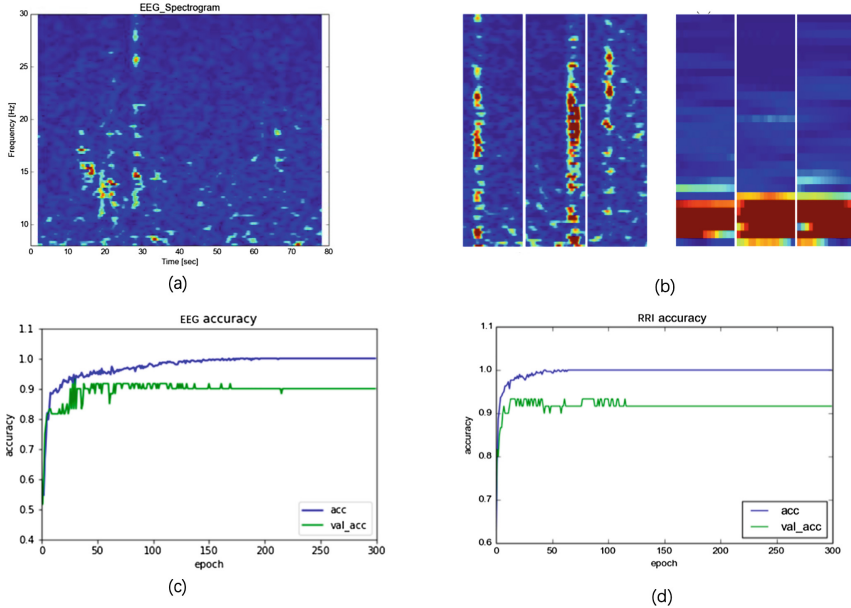 EEG_Spectrogram
30
25
20
15
10
Frequency [Hz]
0 10 20 30 40 50 60 70 80
Time [sec]
(a)
(b)
EEG accuracy
1.1
1.0
0.9
0.8
0.7
0.6
0.5
0.4
accuracy
0 50 100 150 200 250 300
epoch
acc
val_acc
(c)
RRI accuracy
1.1
1.0
0.9
0.8
0.7
0.6
accuracy
0 50 100 150 200 250 300
epoch
acc
val_acc
(d)